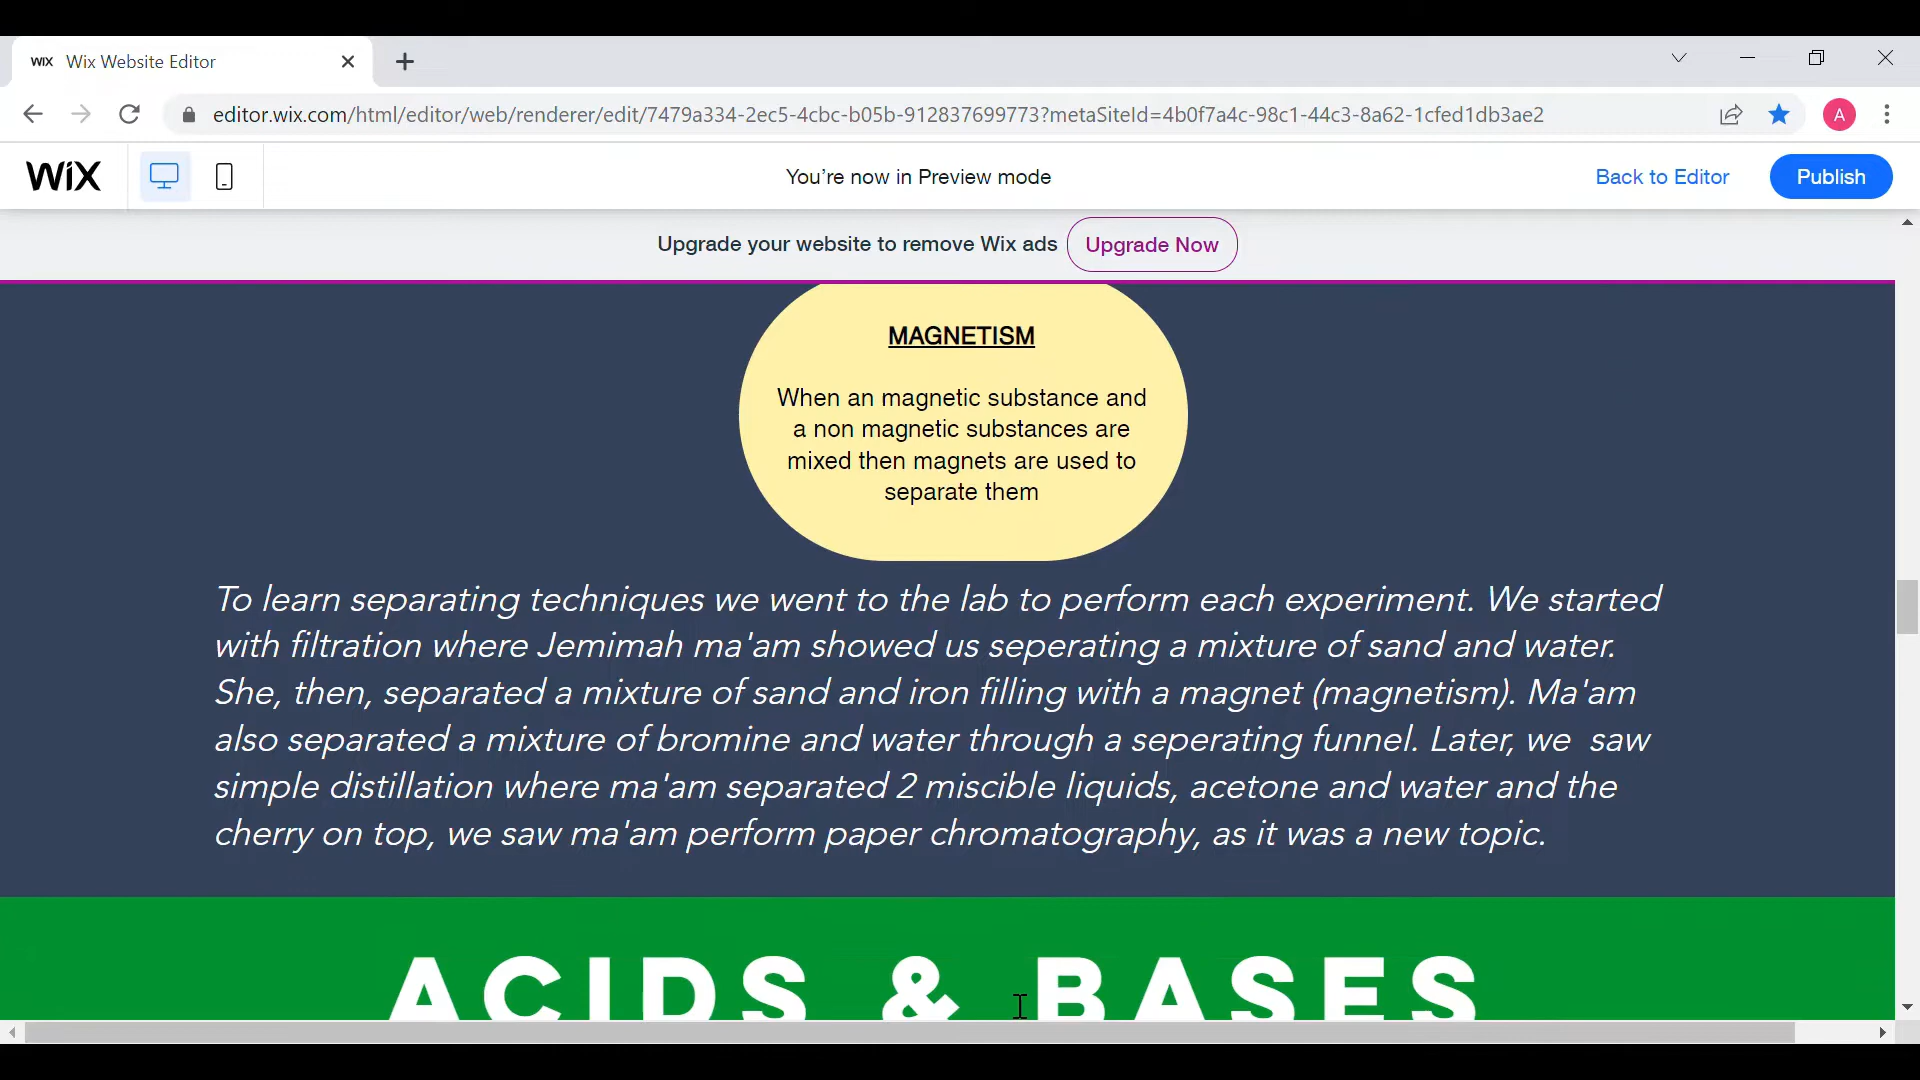 WIX Wix Website Editor
editor.wix.com/html/editor/web/renderer/edit/7479a334-2ec5-4cbc-b05b-912837699773?metaSiteId=4b0f7a4c-98c1-44c3-8a62-1cfed1db3ae2
A
WiX
You’re now in Preview mode
Back to Editor
Publish
Upgrade your website to remove Wix ads
Upgrade Now
MAGNETISM
When an magnetic substance and
a non magnetic substances are
mixed then magnets are used to
separate them
To learn separating techniques we went to the lab to perform each experiment. We started
with filtration where Jemimah ma'am showed us seperating a mixture of sand and water.
She, then, separated a mixture of sand and iron filling with a magnet (magnetism). Ma'am
also separated a mixture of bromine and water through a seperating funnel. Later, we  saw
simple distillation where ma'am separated 2 miscible liquids, acetone and water and the
cherry on top, we saw ma'am perform paper chromatography, as it was a new topic.
ACIDS & BASES